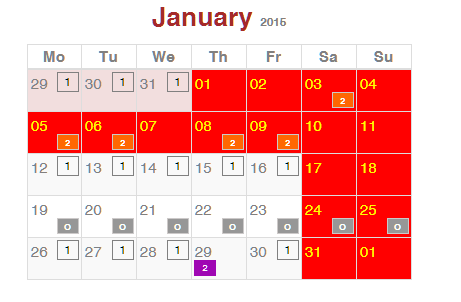 January 2015
Mo Tu We Th Fr Sa Su
29 1 30 1 31 1 01 02 03 2 04
05 2 06 2 07 08 2 09 2 10 11
12 1 13 1 14 1 15 1 16 1 17 18
19 0 20 0 21 0 22 0 23 0 24 0 25 0
26 1 27 1 28 1 29 2 30 1 31 01